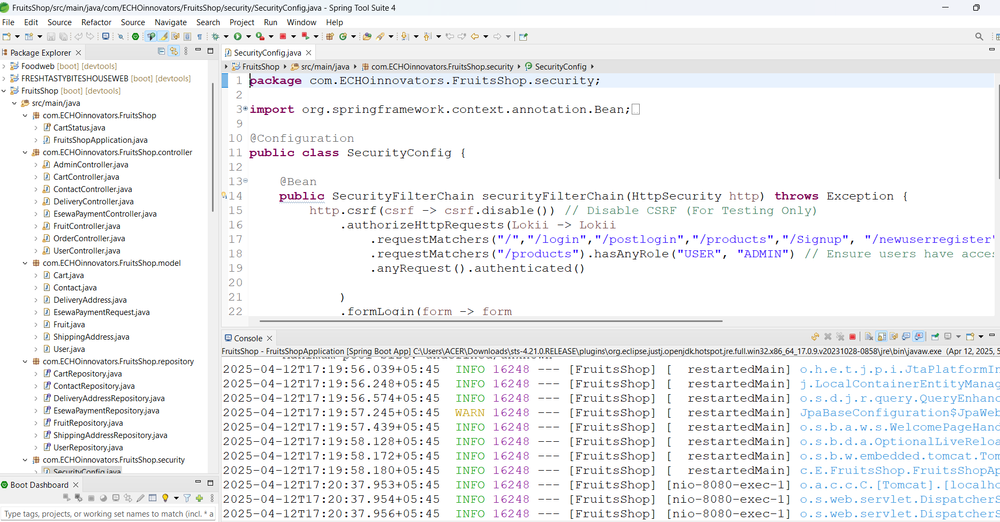 FruitsShop/src/main/java/com/ECHOinnovators/FruitsShop/security/SecurityConfig.java - Spring Tool Suite 4
File Edit Source Refactor Source Navigate Search Project Run Window Help
Package Explorer
Foodweb [boot] [devtools]
FRESHTASTYBITESHOUSEWEB [boot] [devtools]
FruitsShop [boot] [devtools]
src/main/java
com.ECHOinnovators.FruitsShop
CartStatus.java
FruitsShopApplication.java
com.ECHOinnovators.FruitsShop.controller
AdminController.java
CartController.java
ContactController.java
DeliveryController.java
EsewaPaymentController.java
FruitController.java
OrderController.java
UserController.java
com.ECHOinnovators.FruitsShop.model
Cart.java
Contact.java
DeliveryAddress.java
EsewaPaymentRequest.java
Fruit.java
ShippingAddress.java
User.java
com.ECHOinnovators.FruitsShop.repository
CartRepository.java
ContactRepository.java
DeliveryAddressRepository.java
EsewaPaymentRepository.java
FruitRepository.java
ShippingAddressRepository.java
UserRepository.java
com.ECHOinnovators.FruitsShop.security
SecurityConfig.java
Boot Dashboard
Type tags, projects, or working set names to match (incl. * a
SecurityConfig.java
FruitsShop src/main/java com.ECHOinnovators.FruitsShop.security SecurityConfig
1 package com.ECHOinnovators.FruitsShop.security;
2
3 import org.springframework.context.annotation.Bean;
9
10 @Configuration
11 public class SecurityConfig {
12
13 @Bean
14 public SecurityFilterChain securityFilterChain(HttpSecurity http) throws Exception {
15 http.csrf(csrf -> csrf.disable()) // Disable CSRF (For Testing Only)
16 .authorizeHttpRequests(Lokii -> Lokii
17 .requestMatchers("/","/login","/postlogin","/products","/Signup", "/newuserregister"
18 .requestMatchers("/products").hasAnyRole("USER", "ADMIN") // Ensure users have acces
19 .anyRequest().authenticated()
20
21 )
22 .formLogin(form -> form
Console
FruitsShop - FruitsShopApplication [Spring Boot App] C:\Users\ACER\Downloads\sts-4.21.0.RELEASE\plugins\org.eclipse.justj.openjdk.hotspot.jre.full.win32.x86_64_17.0.9.v20231028-0858\jre\bin\javaw.exe (Apr 12, 2025, 5
2025-04-12T17:19:56.039+05:45 INFO 16248 --- [FruitsShop] [ restartedMain] o.h.e.t.j.p.i.JtaPlatformIn
2025-04-12T17:19:56.248+05:45 INFO 16248 --- [FruitsShop] [ restartedMain] j.LocalContainerEntityManag
2025-04-12T17:19:56.574+05:45 INFO 16248 --- [FruitsShop] [ restartedMain] o.s.d.j.r.query.QueryEnhanc
2025-04-12T17:19:57.245+05:45 WARN 16248 --- [FruitsShop] [ restartedMain] JpaBaseConfiguration$JpaWeb
2025-04-12T17:19:57.439+05:45 INFO 16248 --- [FruitsShop] [ restartedMain] o.s.b.a.w.s.WelcomePageHand
2025-04-12T17:19:58.128+05:45 INFO 16248 --- [FruitsShop] [ restartedMain] o.s.b.d.a.OptionalLiveReloa
2025-04-12T17:19:58.172+05:45 INFO 16248 --- [FruitsShop] [ restartedMain] o.s.b.w.embedded.tomcat.Tom
2025-04-12T17:19:58.180+05:45 INFO 16248 --- [FruitsShop] [ restartedMain] c.E.FruitsShop.FruitsShopAp
2025-04-12T17:20:37.953+05:45 INFO 16248 --- [FruitsShop] [nio-8080-exec-1] o.a.c.c.C.[Tomcat].[localho
2025-04-12T17:20:37.954+05:45 INFO 16248 --- [FruitsShop] [nio-8080-exec-1] o.s.web.servlet.DispatcherS
2025-04-12T17:20:37.956+05:45 INFO 16248 --- [FruitsShop] [nio-8080-exec-1] o.s.web.servlet.DispatcherS